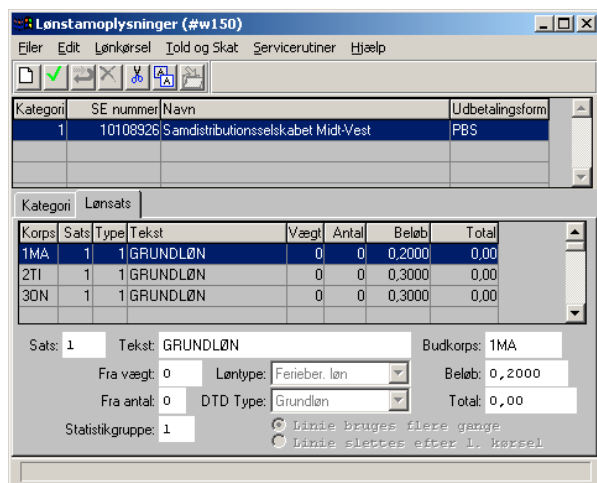 Lønstamoplysninger (#w150)
Filer Edit Lønkørsel Told og Skat Servicerutiner Hjælp
Kategori SE nummer Navn Udbetalingsform
1 10108926 Samdistributionsselskabet Midt-Vest PBS
Kategori Lønsats
Korps Sats Type Tekst Vægt Antal Beløb Total
1MA 1 1 GRUNDLØN 0 0 0,2000 0,00
2TI 1 1 GRUNDLØN 0 0 0,3000 0,00
3ON 1 1 GRUNDLØN 0 0 0,3000 0,00
Sats: 1 Tekst: GRUNDLØN Budkorps: 1MA
Fra vægt: 0 Løntype: Ferieber. løn Beløb: 0,2000
Fra antal: 0 DTD Type: Grundløn Total: 0,00
Statistikgruppe: 1 Linie bruges flere gange
Linie slettes efter 1. kørsel